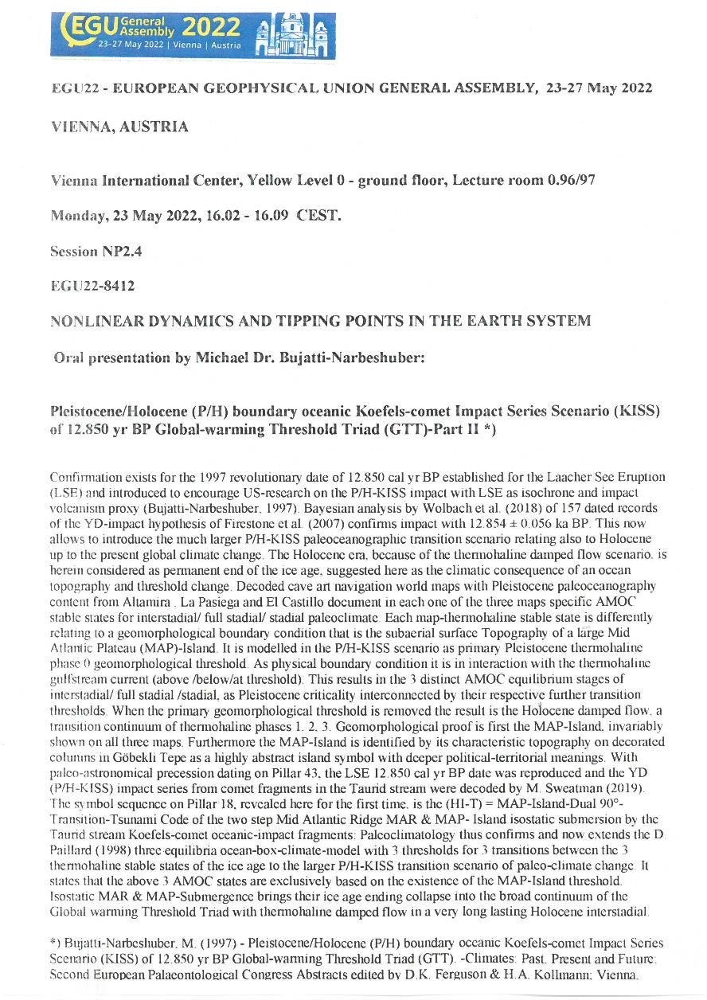 EGU General Assembly 2022
23-27 May 2022 | Vienna | Austria
EGU22 - EUROPEAN GEOPHYSICAL UNION GENERAL ASSEMBLY, 23-27 May 2022
VIENNA, AUSTRIA
Vienna International Center, Yellow Level 0 - ground floor, Lecture room 0.96/97
Monday, 23 May 2022, 16.02 - 16.09 CEST.
Session NP2.4
EGU22-8412
NONLINEAR DYNAMICS AND TIPPING POINTS IN THE EARTH SYSTEM
Oral presentation by Michael Dr. Bujatti-Narbeshuber:
Pleistocene/Holocene (P/H) boundary oceanic Koefels-comet Impact Series Scenario (KISS)
of 12.850 yr BP Global-warming Threshold Triad (GTT)-Part II *)
Confirmation exists for the 1997 revolutionary date of 12.850 cal yr BP established for the Laacher See Eruption
(LSE) and introduced to encourage US-research on the P/H-KISS impact with LSE as isochrone and impact
volcanism proxy (Bujatti-Narbeshuber, 1997). Bayesian analysis by Wolbach et al. (2018) of 157 dated records
of the YD-impact hypothesis of Firestone et al. (2007) confirms impact with 12.854 ± 0.056 ka BP. This now
allows to introduce the much larger P/H-KISS paleoceanographic transition scenario relating also to Holocene
up to the present global climate change. The Holocene era, because of the thermohaline damped flow scenario, is
herein considered as permanent end of the ice age, suggested here as the climatic consequence of an ocean
topography and threshold change. Decoded cave art navigation world maps with Pleistocene paleoceanography
content from Altamira , La Pasiega and El Castillo document in each one of the three maps specific AMOC
stable states for interstadial/ full stadial/ stadial paleoclimate. Each map-thermohaline stable state is differently
relating to a geomorphological boundary condition that is the subaerial surface Topography of a large Mid
Atlantic Plateau (MAP)-Island. It is modelled in the P/H-KISS scenario as primary Pleistocene thermohaline
phase 0 geomorphological threshold. As physical boundary condition it is in interaction with the thermohaline
gulfstream current (above /below/at threshold). This results in the 3 distinct AMOC equilibrium stages of
interstadial/ full stadial /stadial, as Pleistocene criticality interconnected by their respective further transition
thresholds. When the primary geomorphological threshold is removed the result is the Holocene damped flow, a
transition continuum of thermohaline phases 1, 2, 3. Geomorphological proof is first the MAP-Island, invariably
shown on all three maps. Furthermore the MAP-Island is identified by its characteristic topography on decorated
columns in Göbekli Tepe as a highly abstract island symbol with deeper political-territorial meanings. With
paleo-astronomical precession dating on Pillar 43, the LSE 12.850 cal yr BP date was reproduced and the YD
(P/H-KISS) impact series from comet fragments in the Taurid stream were decoded by M. Sweatman (2019).
The symbol sequence on Pillar 18, revealed here for the first time, is the (HI-T) = MAP-Island-Dual 90°-
Transition-Tsunami Code of the two step Mid Atlantic Ridge MAR & MAP- Island isostatic submersion by the
Taurid stream Koefels-comet oceanic-impact fragments: Paleoclimatology thus confirms and now extends the D.
Paillard (1998) three-equilibria ocean-box-climate-model with 3 thresholds for 3 transitions between the 3
thermohaline stable states of the ice age to the larger P/H-KISS transition scenario of paleo-climate change. It
states that the above 3 AMOC states are exclusively based on the existence of the MAP-Island threshold.
Isostatic MAR & MAP-Submergence brings their ice age ending collapse into the broad continuum of the
Global warming Threshold Triad with thermohaline damped flow in a very long lasting Holocene interstadial.
*) Bujatti-Narbeshuber, M. (1997) - Pleistocene/Holocene (P/H) boundary oceanic Koefels-comet Impact Series
Scenario (KISS) of 12.850 yr BP Global-warming Threshold Triad (GTT). -Climates: Past, Present and Future;
Second European Palaeontological Congress Abstracts edited by D.K. Ferguson & H.A. Kollmann; Vienna,